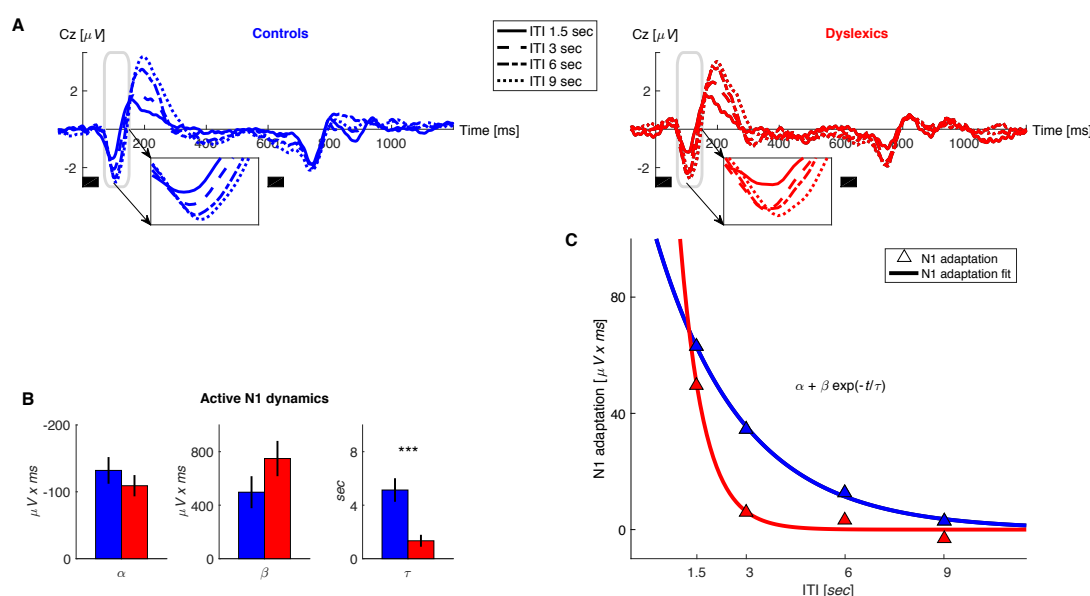 A
Cz [μV]
Controls
2
-2
200
400
600
800
1000
Time [ms]
ITI 1.5 sec
ITI 3 sec
ITI 6 sec
ITI 9 sec
Cz [μV]
Dyslexics
2
-2
200
400
600
800
1000
Time [ms]
B
Active N1 dynamics
μV x ms
-200
-100
0
α
μV x ms
800
400
0
β
sec
8
4
0
***
τ
C
N1 adaptation [μV x ms]
80
40
0
N1 adaptation
N1 adaptation fit
α + β exp(-t/τ)
1.5
3
6
9
ITI [sec]